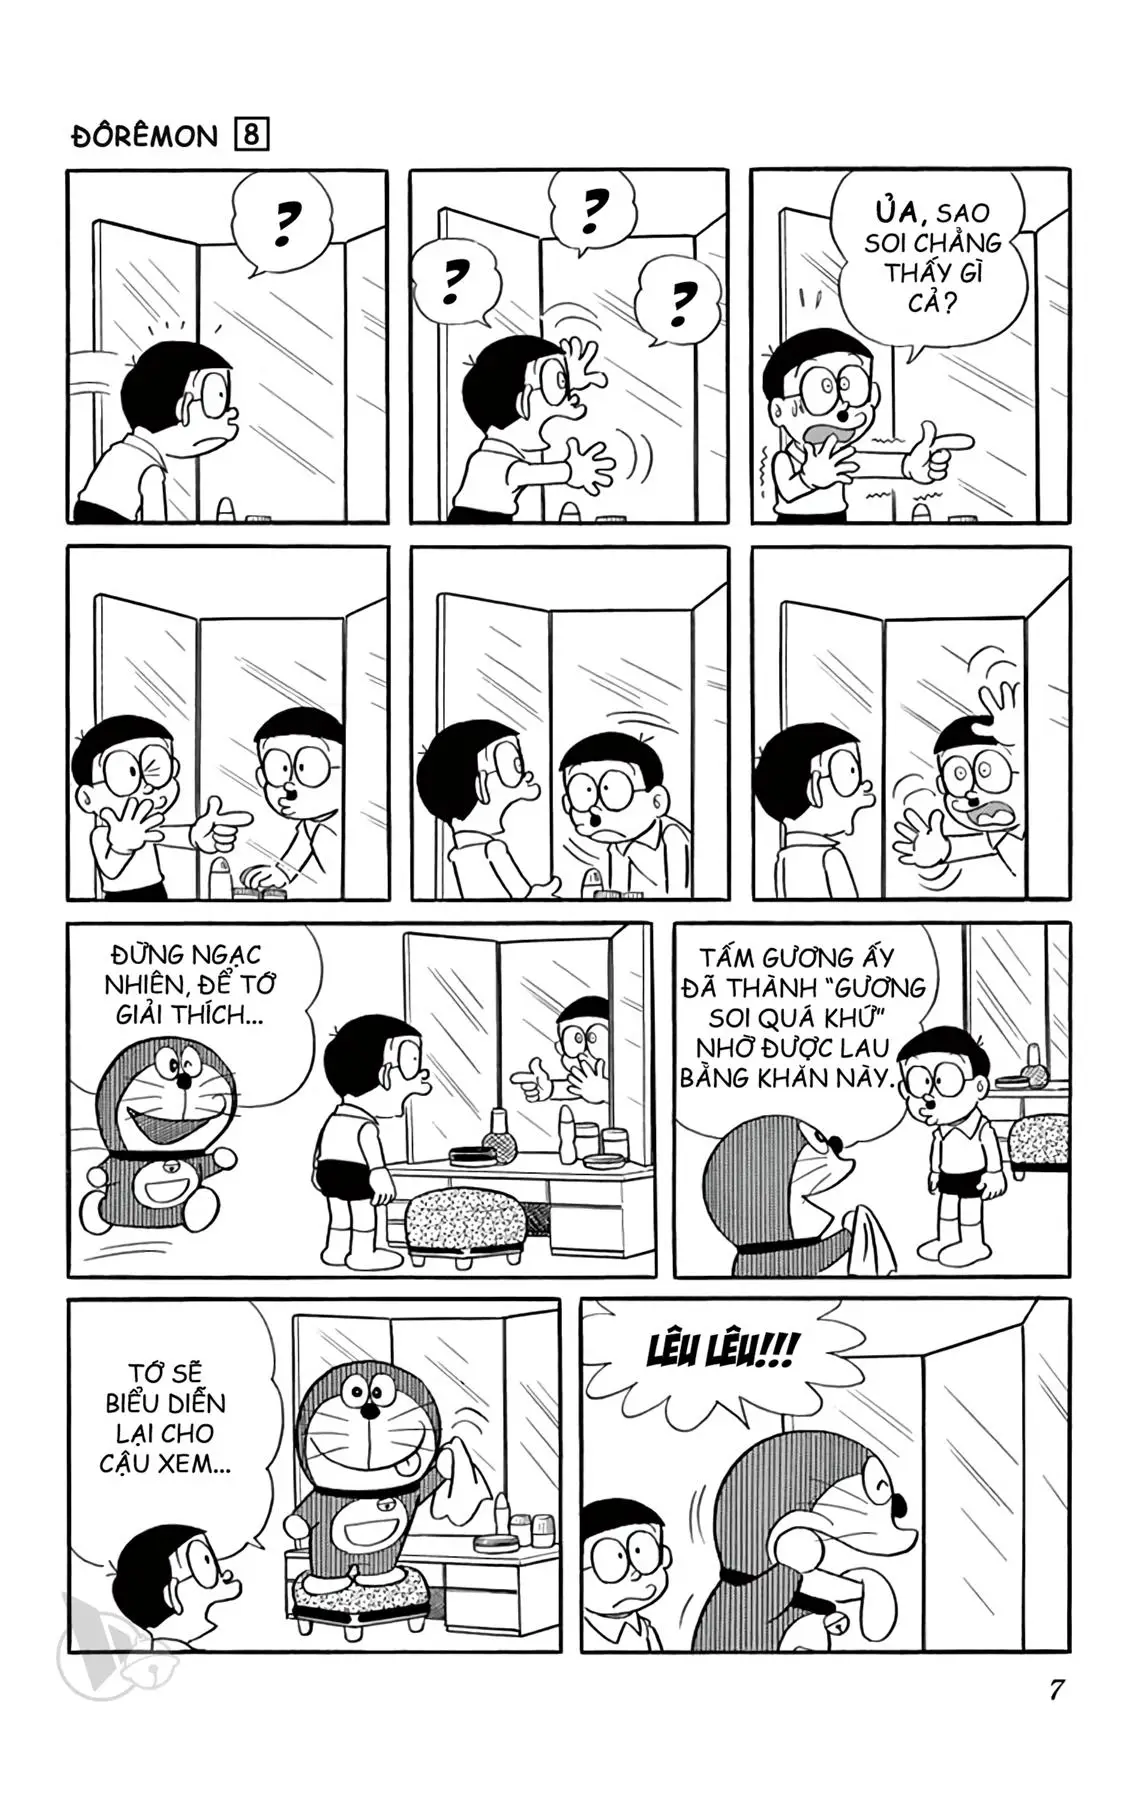 ĐÔRÊMON 8
?
?
?
?
ỦA, SAO
SOI CHẲNG
THẤY GÌ
CẢ?
ĐỪNG NGẠC
NHIÊN, ĐỂ TỚ
GIẢI THÍCH...
TẤM GƯƠNG ẤY
ĐÃ THÀNH "GƯƠNG
SOI QUÁ KHỨ"
NHỜ ĐƯỢC LAU
BẰNG KHĂN NÀY.
TỚ SẼ
BIỂU DIỄN
LẠI CHO
CẬU XEM...
LÊU LÊU!!!
7